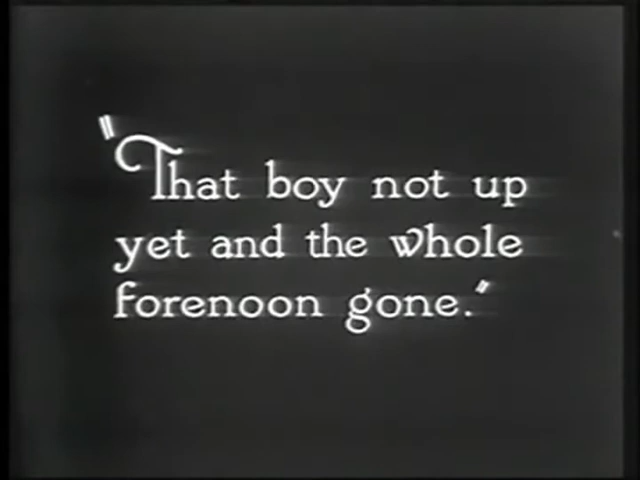 "That boy not up
yet and the whole
forenoon gone."